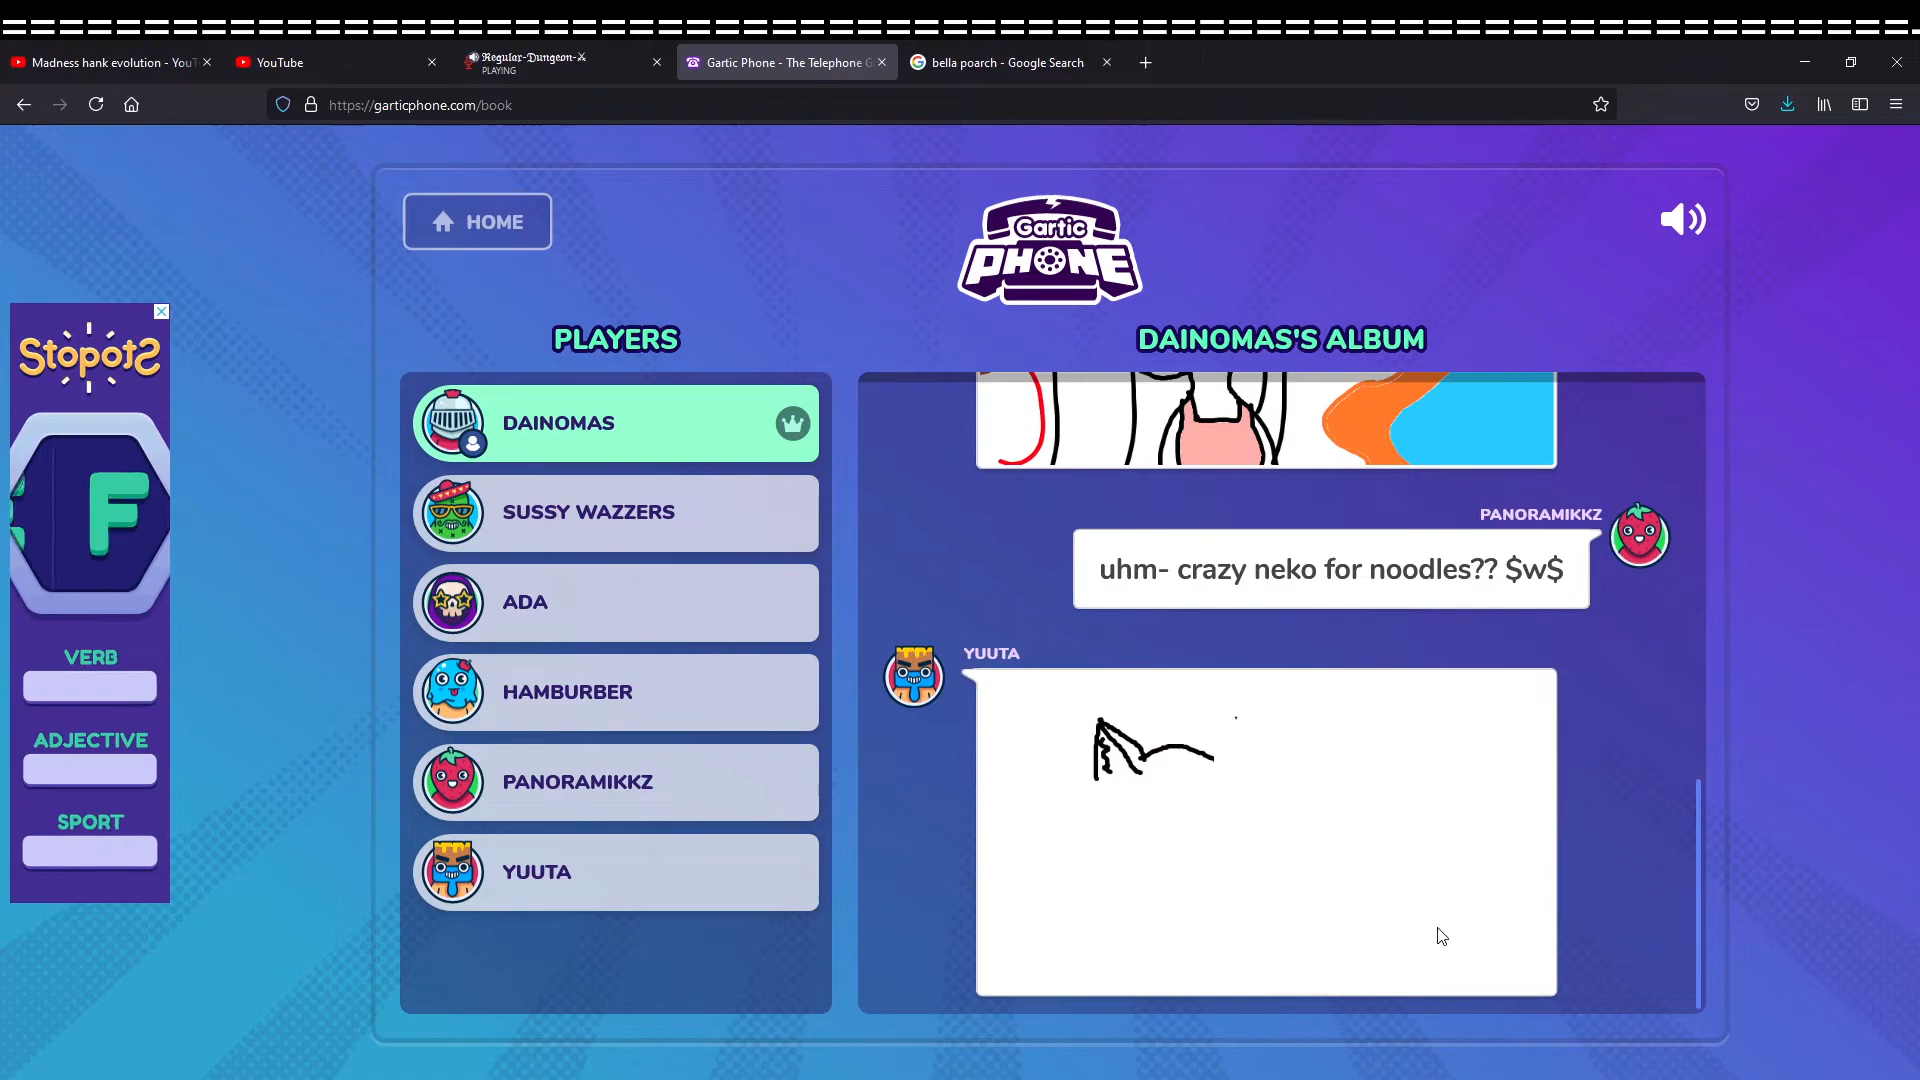 Madness hank evolution - YouT
YouTube
Regular-Dungeon-
PLAYING
Gartic Phone - The Telephone G
bella poarch - Google Search
https://garticphone.com/book
HOME
Gartic
PHONE
PLAYERS
DAINOMAS'S ALBUM
StopotS
F
VERB
ADJECTIVE
SPORT
DAINOMAS
SUSSY WAZZERS
ADA
HAMBURBER
PANORAMIKKZ
YUUTA
PANORAMIKKZ
uhm- crazy neko for noodles?? $w$
YUUTA